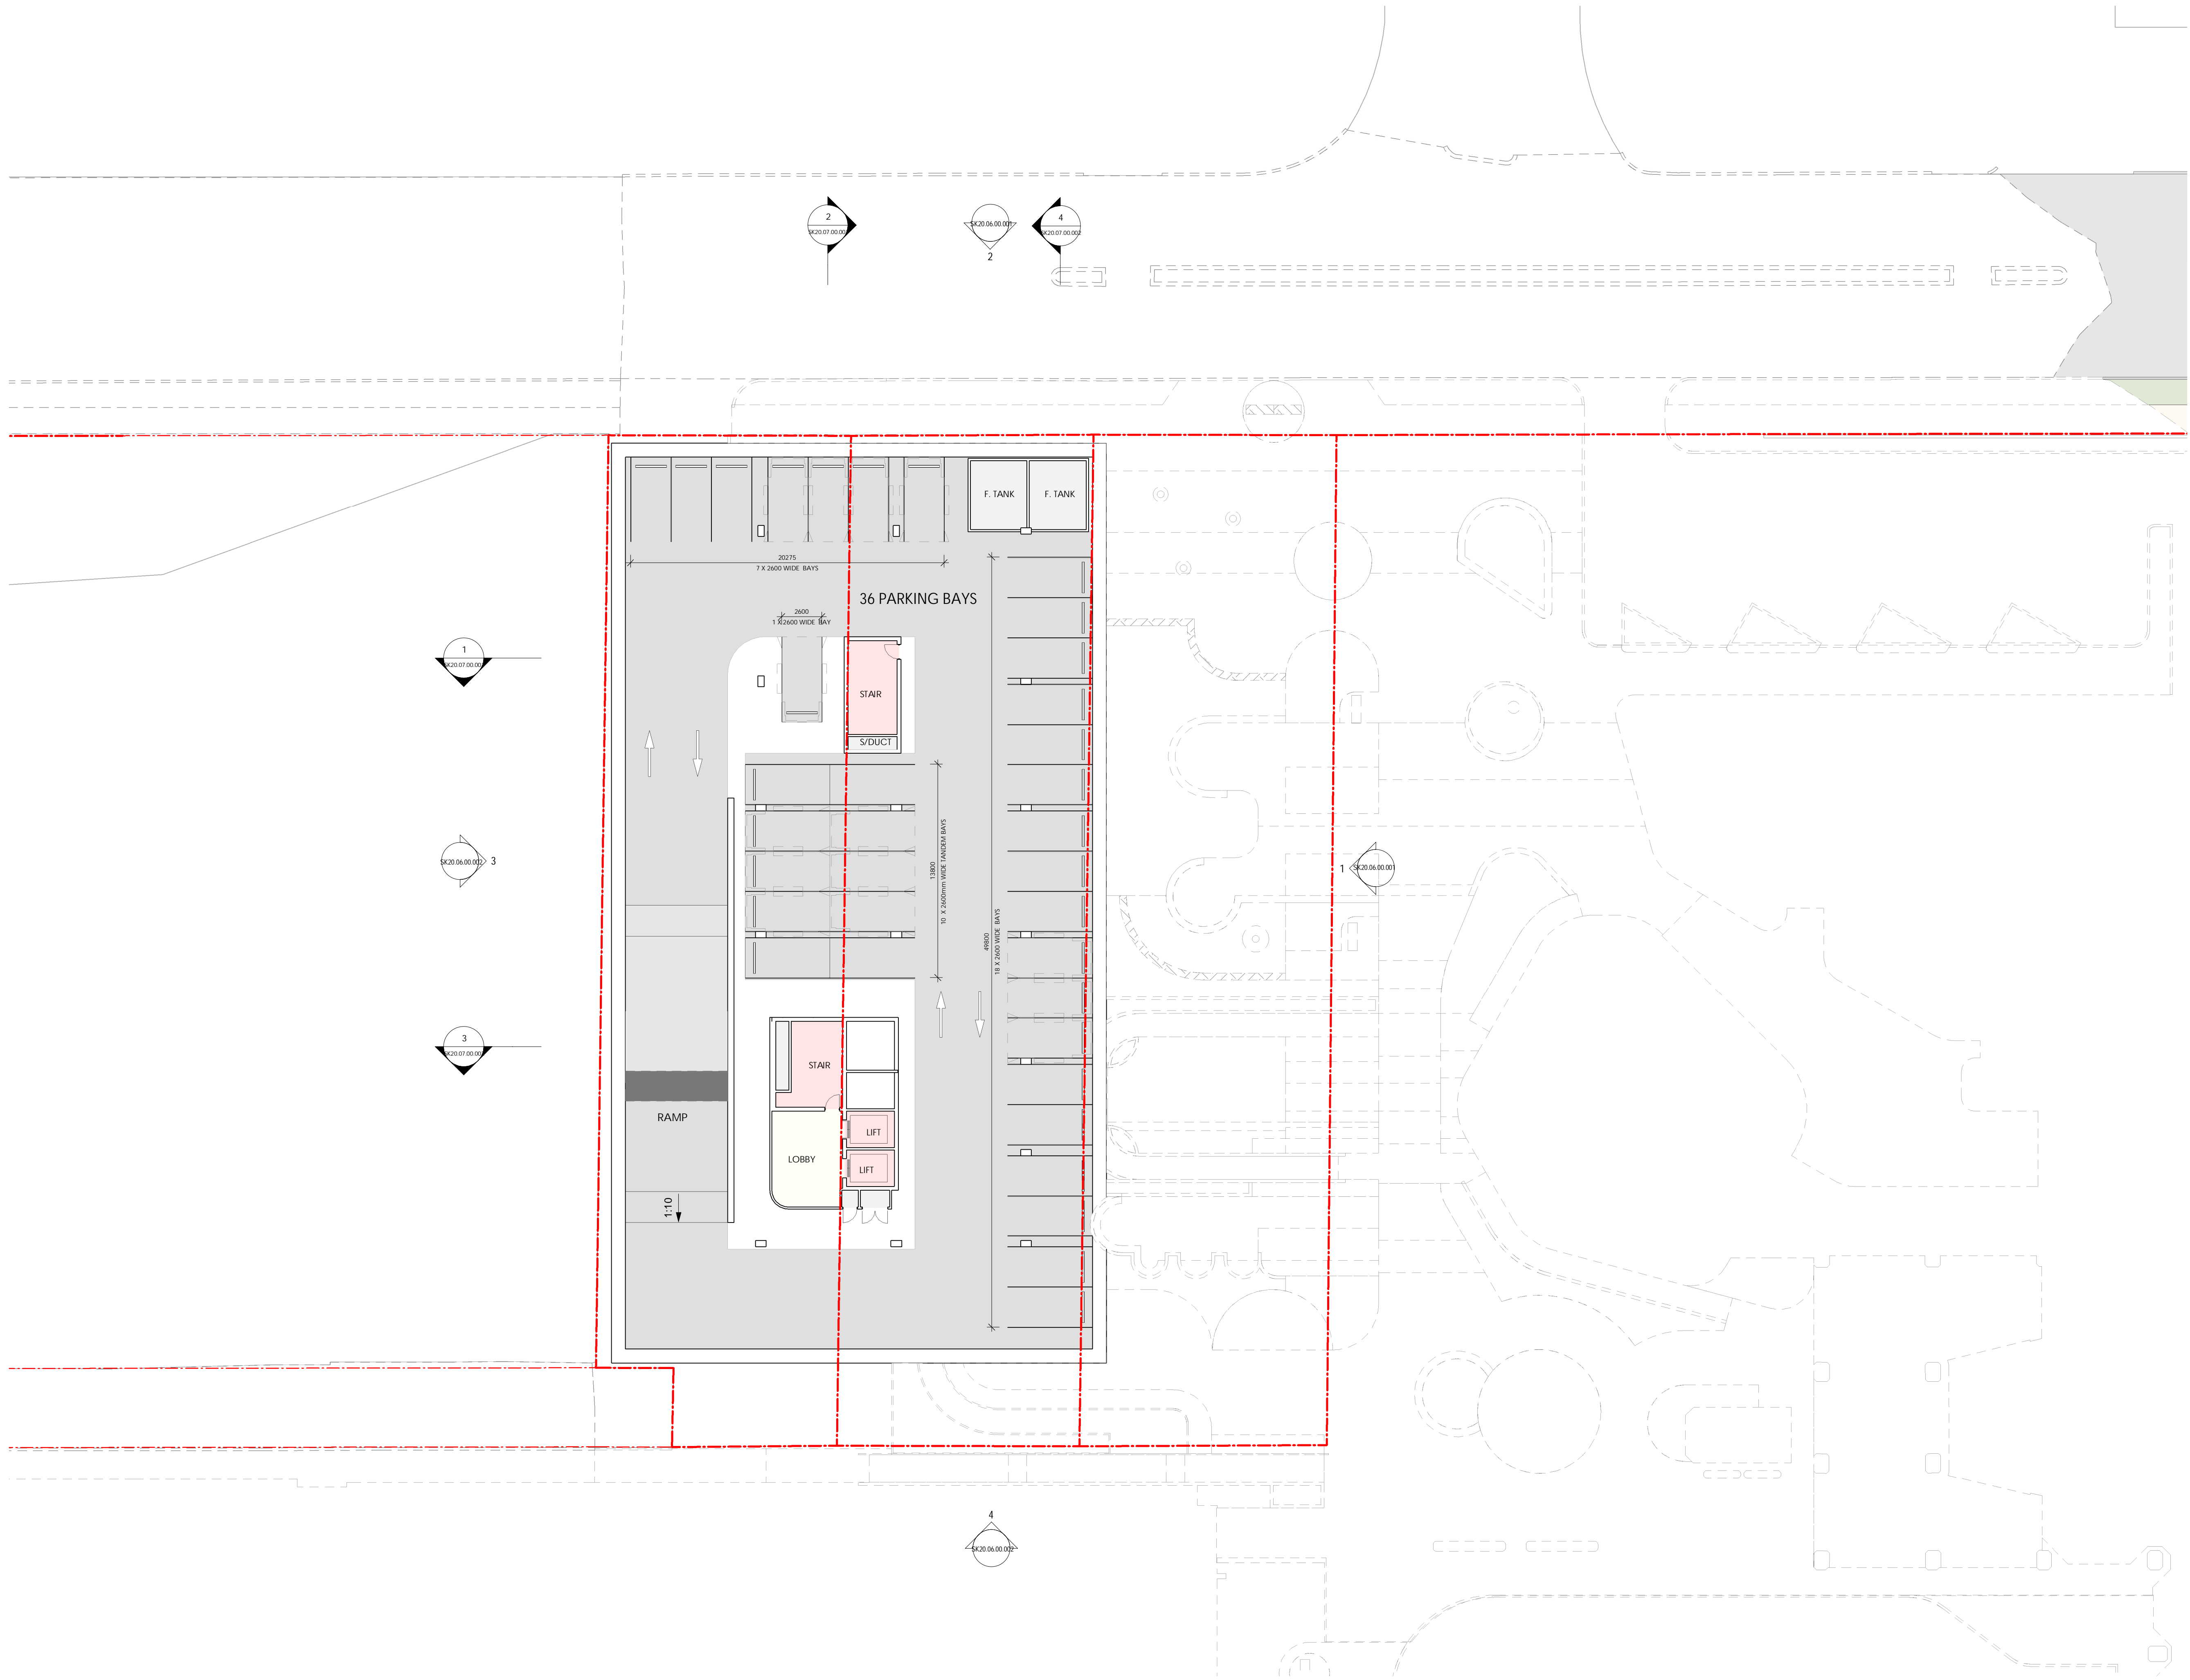 2
SK20.07.00.00
SK20.06.00.001
2
4
SK20.07.00.002
F. TANK
F. TANK
20275
7 X 2600 WIDE BAYS
36 PARKING BAYS
2600
1 X 2600 WIDE BAY
1
SK20.07.00.00
STAIR
S/DUCT
13800
10 X 2600mm WIDE TANDEM BAYS
SK20.06.00.002
3
1
SK20.06.00.001
49800
18 X 2600 WIDE BAYS
3
SK20.07.00.00
STAIR
RAMP
LIFT
LOBBY
LIFT
1:10
4
SK20.06.00.002